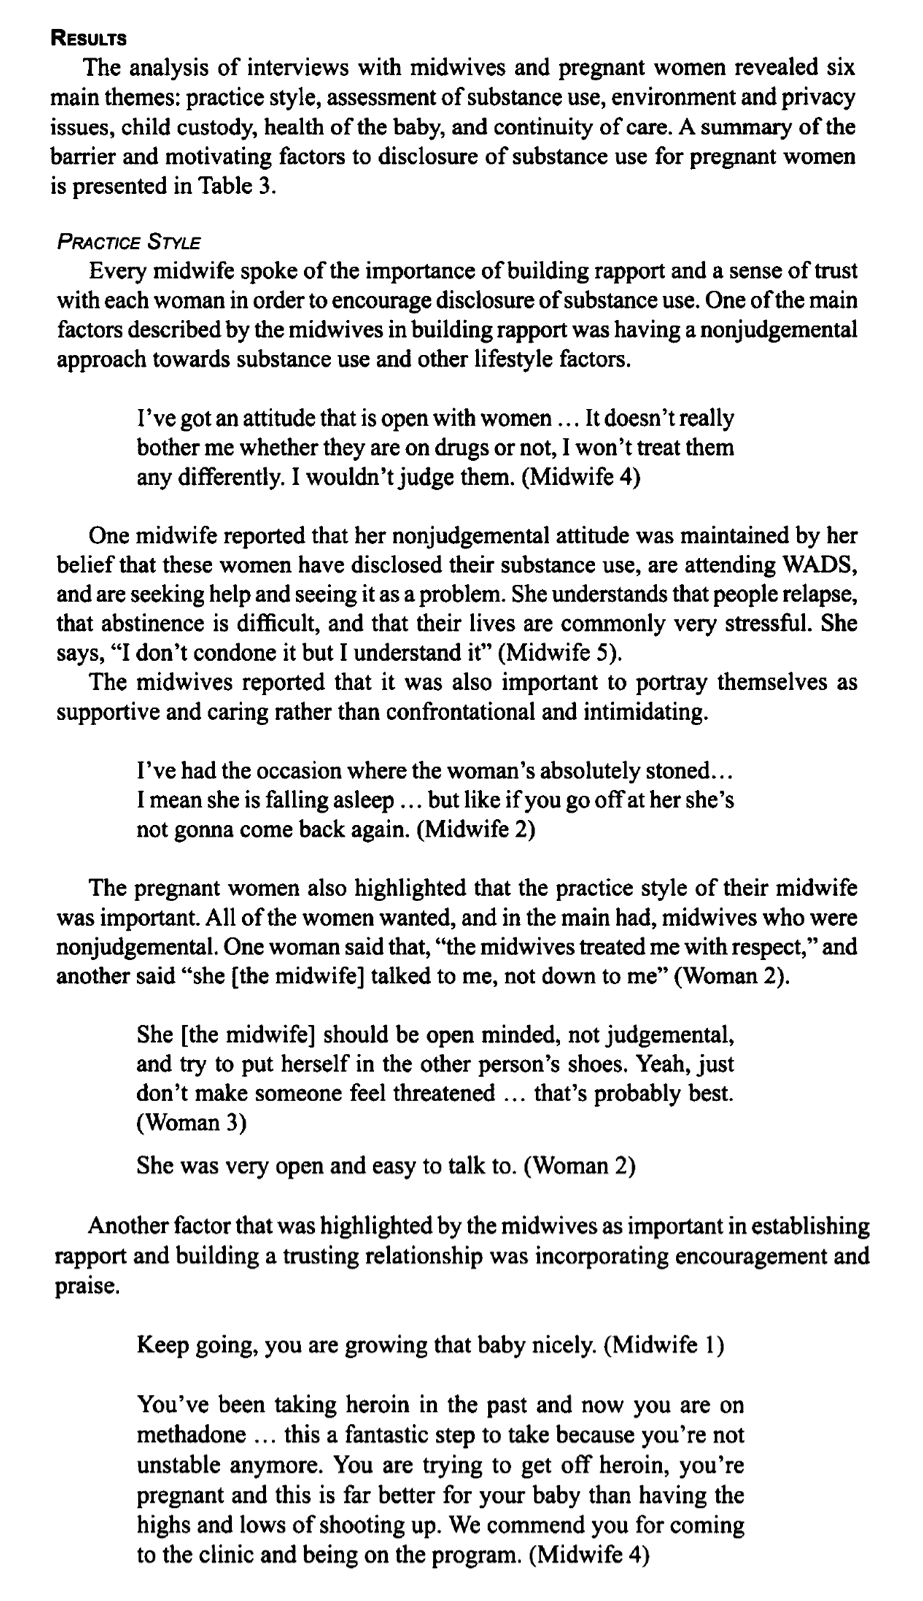 RESULTS
The analysis of interviews with midwives and pregnant women revealed six
main themes: practice style, assessment of substance use, environment and privacy
issues, child custody, health of the baby, and continuity of care. A summary of the
barrier and motivating factors to disclosure of substance use for pregnant women
is presented in Table 3.
PRACTICE STYLE
Every midwife spoke of the importance of building rapport and a sense of trust
with each woman in order to encourage disclosure of substance use. One of the main
factors described by the midwives in building rapport was having a nonjudgemental
approach towards substance use and other lifestyle factors.
I've got an attitude that is open with women ... It doesn't really
bother me whether they are on drugs or not, I won't treat them
any differently. I wouldn't judge them. (Midwife 4)
One midwife reported that her nonjudgemental attitude was maintained by her
belief that these women have disclosed their substance use, are attending WADS,
and are seeking help and seeing it as a problem. She understands that people relapse,
that abstinence is difficult, and that their lives are commonly very stressful. She
says, “I don't condone it but I understand it” (Midwife 5).
The midwives reported that it was also important to portray themselves as
supportive and caring rather than confrontational and intimidating.
I've had the occasion where the woman's absolutely stoned...
I mean she is falling asleep ... but like if you go off at her she's
not gonna come back again. (Midwife 2)
The pregnant women also highlighted that the practice style of their midwife
was important. All of the women wanted, and in the main had, midwives who were
nonjudgemental. One woman said that, “the midwives treated me with respect,” and
another said “she [the midwife] talked to me, not down to me” (Woman 2).
She [the midwife] should be open minded, not judgemental,
and try to put herself in the other person's shoes. Yeah, just
don't make someone feel threatened ... that's probably best.
(Woman 3)
She was very open and easy to talk to. (Woman 2)
Another factor that was highlighted by the midwives as important in establishing
rapport and building a trusting relationship was incorporating encouragement and
praise.
Keep going, you are growing that baby nicely. (Midwife 1)
You've been taking heroin in the past and now you are on
methadone ... this a fantastic step to take because you're not
unstable anymore. You are trying to get off heroin, you're
pregnant and this is far better for your baby than having the
highs and lows of shooting up. We commend you for coming
to the clinic and being on the program. (Midwife 4)